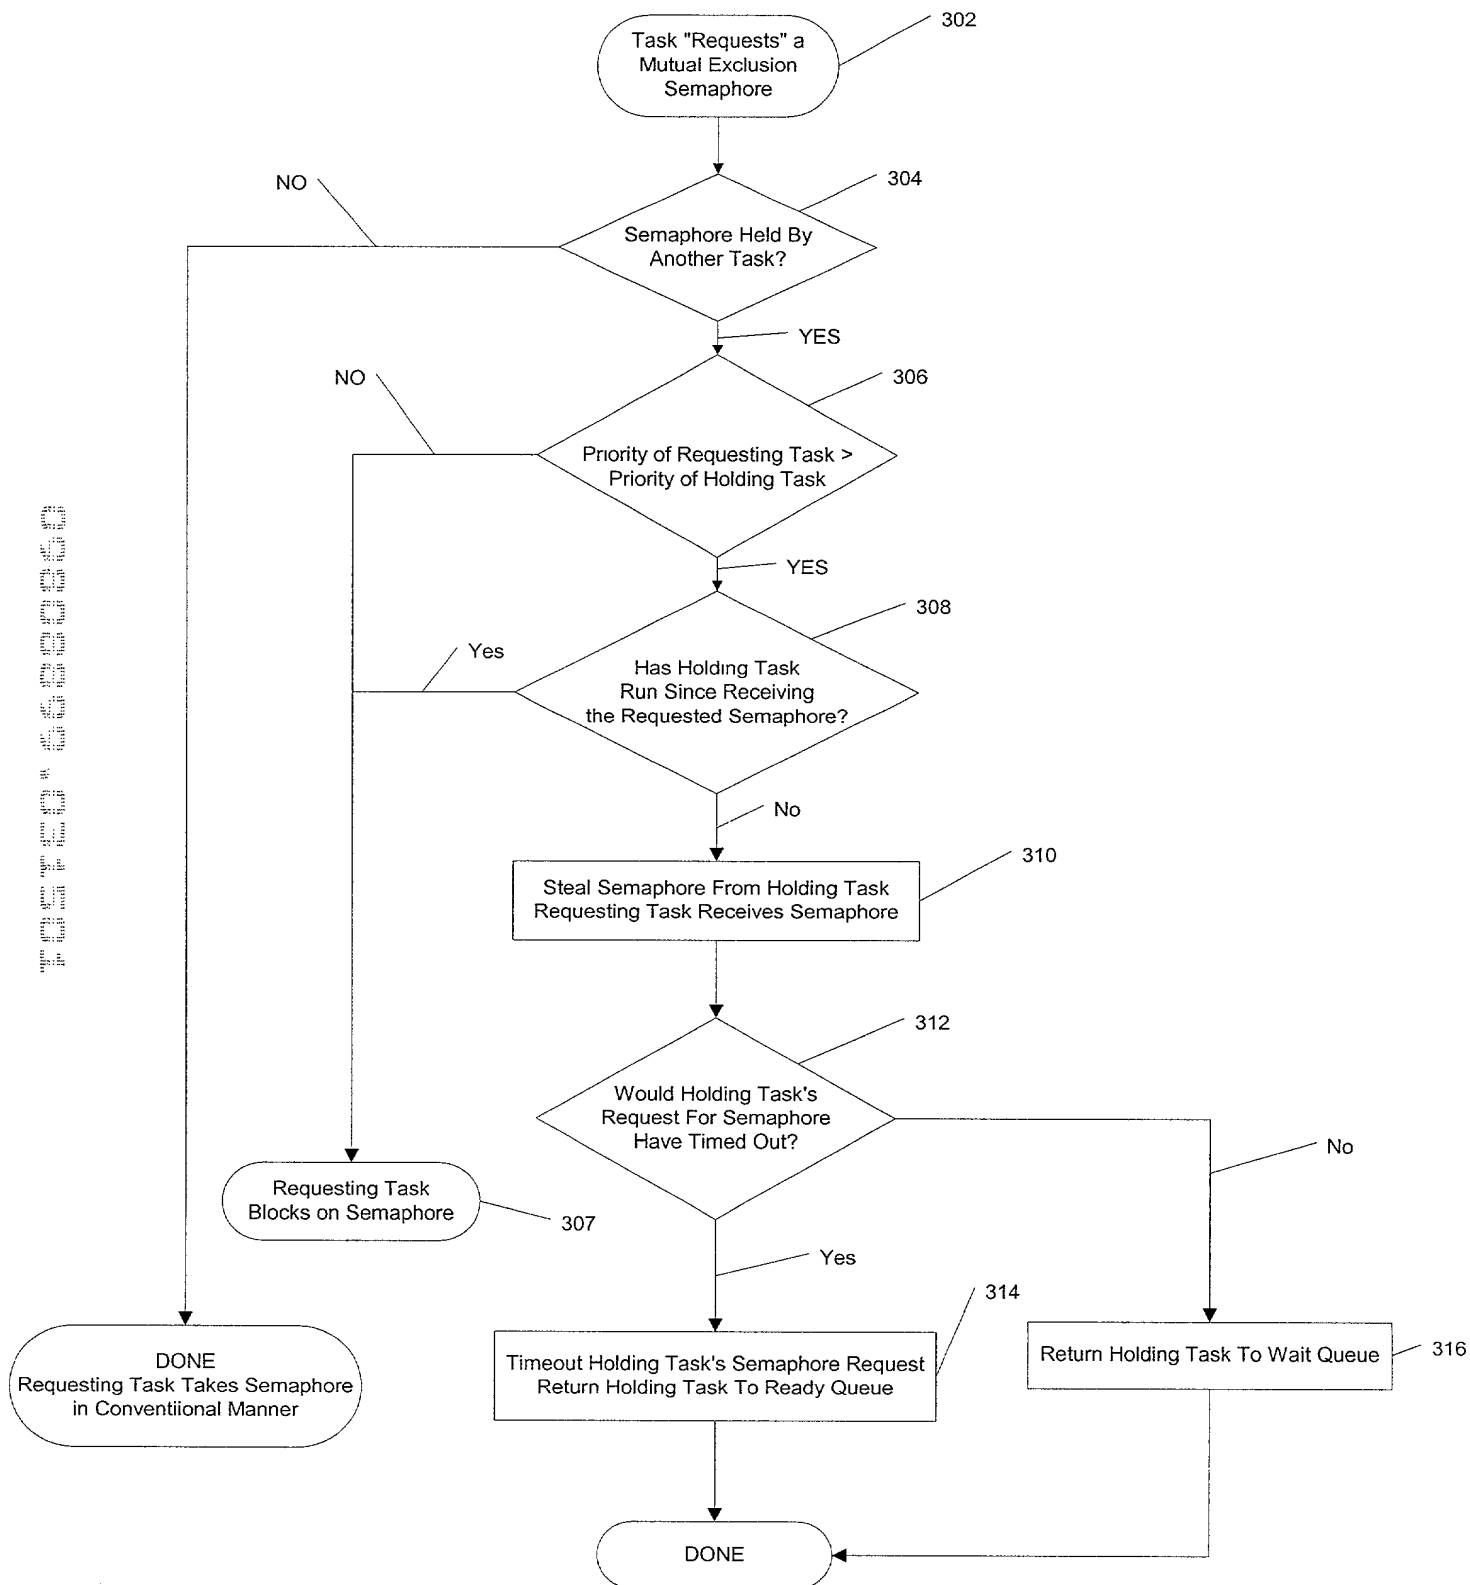 302
Task "Requests" a
Mutual Exclusion
Semaphore
NO
304
Semaphore Held By
Another Task?
YES
NO
306
Priority of Requesting Task >
Priority of Holding Task
YES
308
Yes
Has Holding Task
Run Since Receiving
the Requested Semaphore?
No
310
Steal Semaphore From Holding Task
Requesting Task Receives Semaphore
312
Would Holding Task's
Request For Semaphore
Have Timed Out?
No
Requesting Task
Blocks on Semaphore
307
Yes
314
DONE
Requesting Task Takes Semaphore
in Conventiional Manner
Timeout Holding Task's Semaphore Request
Return Holding Task To Ready Queue
Return Holding Task To Wait Queue
316
DONE